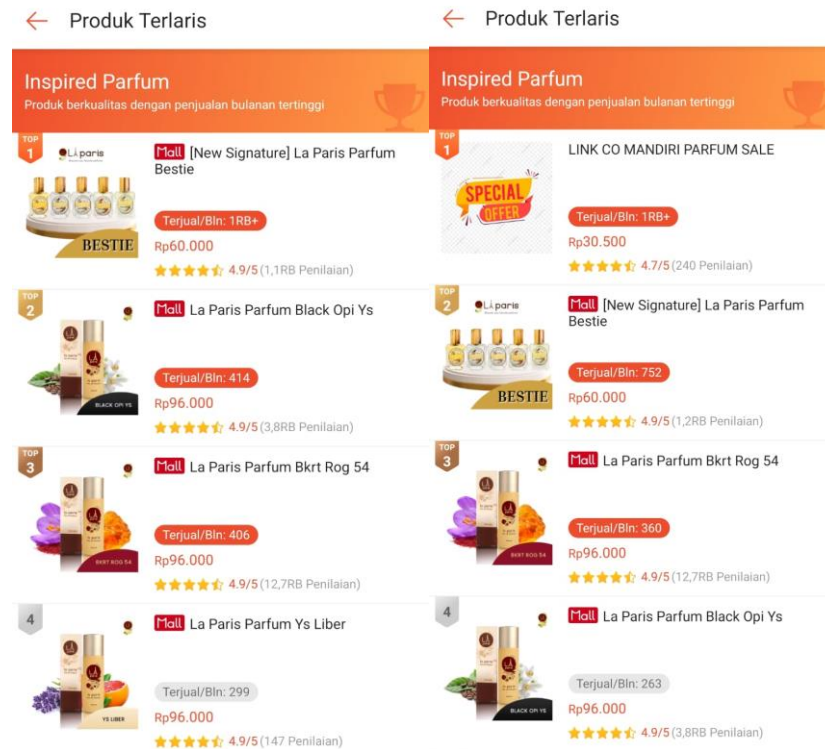 Produk Terlaris
Inspired Parfum
Produk berkualitas dengan penjualan bulanan tertinggi
TOP
1
LA paris
BESTIE
Mall [New Signature] La Paris Parfum
Bestie
Terjual/Bln: 1RB+
Rp60.000
4.9/5 (1,1RB Penilaian)
TOP
2
BLACK OPI YS
Mall La Paris Parfum Black Opi Ys
Terjual/Bln: 414
Rp96.000
4.9/5 (3,8RB Penilaian)
TOP
3
BKRT ROG 54
Mall La Paris Parfum Bkrt Rog 54
Terjual/Bln: 406
Rp96.000
4.9/5 (12,7RB Penilaian)
4
YS LIBER
Mall La Paris Parfum Ys Liber
Terjual/Bln: 299
Rp96.000
4.9/5 (147 Penilaian)
Produk Terlaris
Inspired Parfum
Produk berkualitas dengan penjualan bulanan tertinggi
TOP
1
SPECIAL
OFFER
LINK CO MANDIRI PARFUM SALE
Terjual/Bln: 1RB+
Rp30.500
4.7/5 (240 Penilaian)
TOP
2
LA paris
BESTIE
Mall [New Signature] La Paris Parfum
Bestie
Terjual/Bln: 752
Rp60.000
4.9/5 (1,2RB Penilaian)
TOP
3
BKRT ROG 54
Mall La Paris Parfum Bkrt Rog 54
Terjual/Bln: 360
Rp96.000
4.9/5 (12,7RB Penilaian)
4
BLACK OPI YS
Mall La Paris Parfum Black Opi Ys
Terjual/Bln: 263
Rp96.000
4.9/5 (3,8RB Penilaian)